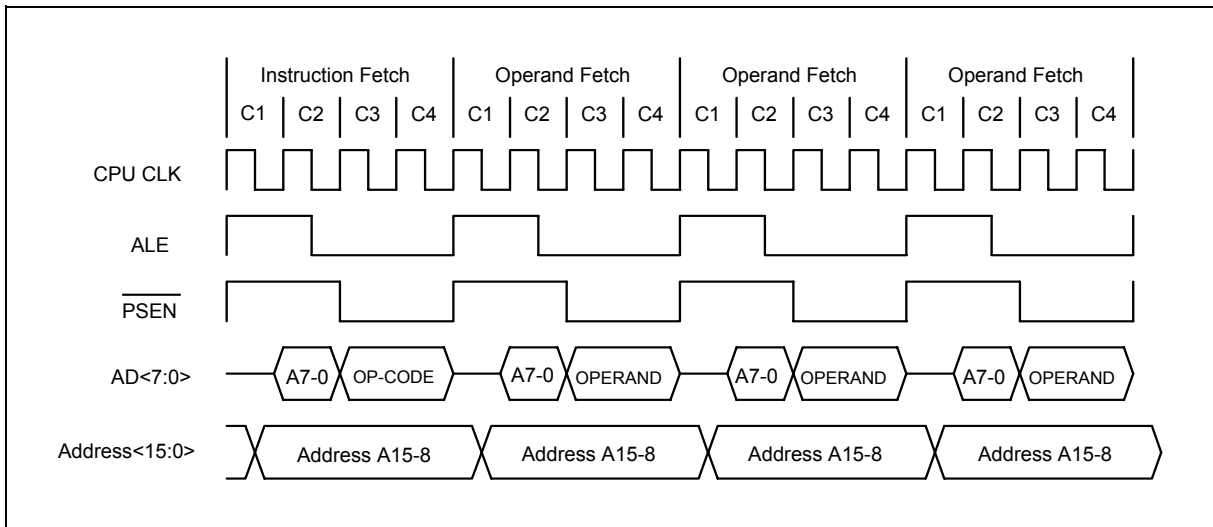 Instruction Fetch Operand Fetch Operand Fetch Operand Fetch
C1 C2 C3 C4 C1 C2 C3 C4 C1 C2 C3 C4 C1 C2 C3 C4
CPU CLK
ALE
PSEN
AD<7:0> A7-0 OP-CODE A7-0 OPERAND A7-0 OPERAND A7-0 OPERAND
Address<15:0> Address A15-8 Address A15-8 Address A15-8 Address A15-8